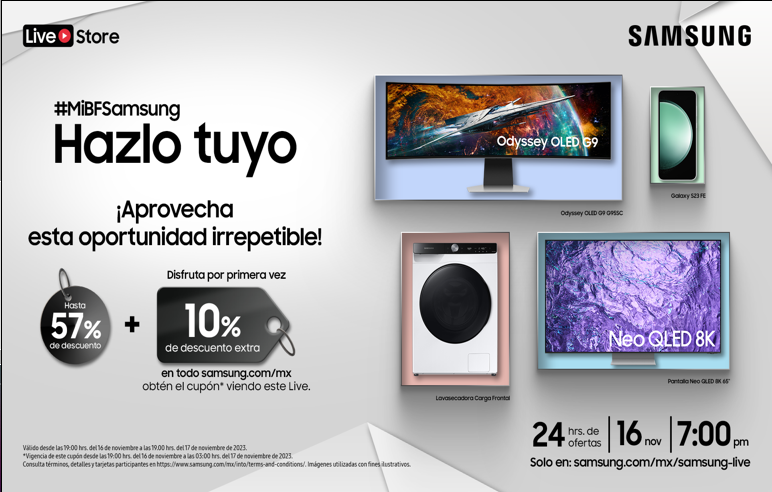 Live Store
SAMSUNG
#MiBFSamsung
Hazlo tuyo
¡Aprovecha
esta oportunidad irrepetible!
Hasta
57%
de descuento
+
Disfruta por primera vez
10%
de descuento extra
en todo samsung.com/mx
obtén el cupón* viendo este Live.
Odyssey OLED G9
Odyssey OLED G9 G95SC
Galaxy S23 FE
Lavasecadora Carga Frontal
Neo QLED 8K
Pantalla Neo QLED 8K 65"
24 hrs. de ofertas | 16 nov | 7:00 pm
Solo en: samsung.com/mx/samsung-live
Válido desde las 19:00 hrs. del 16 de noviembre a las 19:00 hrs. del 17 de noviembre de 2023.
*Vigencia de este cupón desde las 19:00 hrs. del 16 de noviembre a las 03:00 hrs. del 17 de noviembre de 2023.
Consulta términos, detalles y tarjetas participantes en https://www.samsung.com/mx/into/terms-and-conditions/. Imágenes utilizadas con fines ilustrativos.